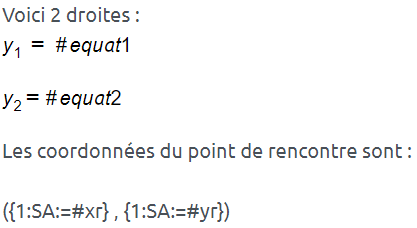 Voici 2 droites :
y₁ = #equat1
y₂ = #equat2
Les coordonnées du point de rencontre sont :
({1:SA:=#xr} , {1:SA:=#yr})